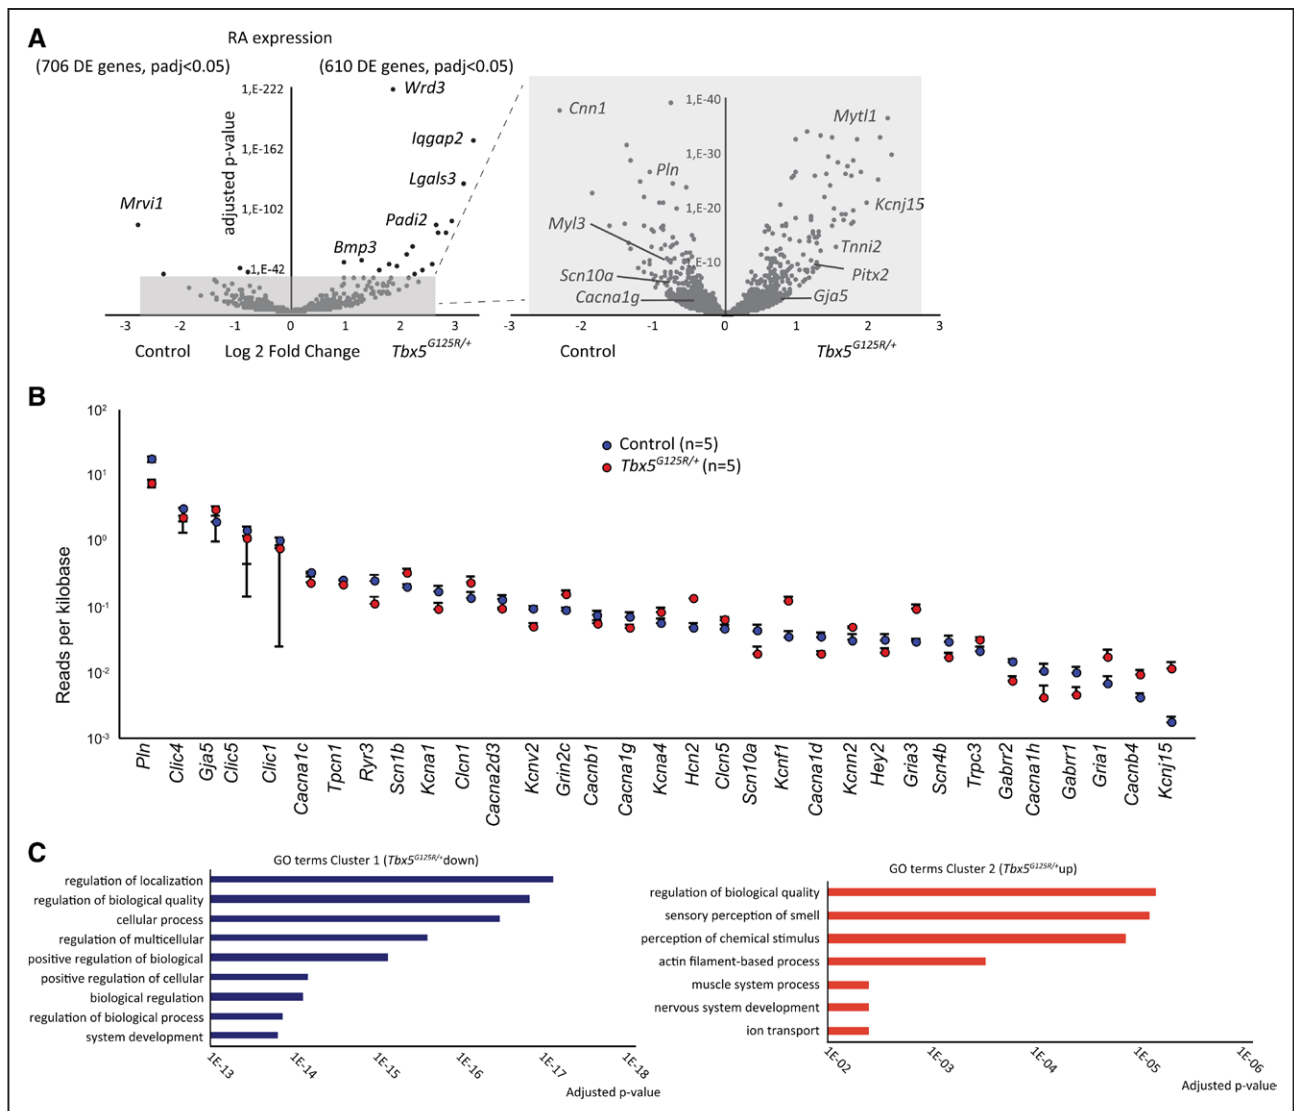 A
RA expression
(706 DE genes, padj<0.05)
(610 DE genes, padj<0.05)
adjusted p-value
1,E-222
1,E-162
1,E-102
1,E-42
Wrd3
Iqgap2
Lgals3
Padi2
Bmp3
Mrvi1
-3 -2 -1 0 1 2 3
Control Log 2 Fold Change Tbx5G125R/+
1,E-40
1,E-30
1,E-20
1,E-10
Cnn1
Pln
Myl3
Scn10a
Cacna1g
Mytl1
Kcnj15
Tnni2
Pitx2
Gja5
-3 -2 -1 0 1 2 3
Control Tbx5G125R/+
B
Reads per kilobase
10²
10¹
10⁰
10⁻¹
10⁻²
10⁻³
Control (n=5)
Tbx5G125R/+ (n=5)
Pln
Clic4
Gja5
Clic5
Clic1
Cacna1c
Tpcn1
Ryr3
Scn1b
Kcna1
Clcn1
Cacna2d3
Kcnv2
Grin2c
Cacnb1
Cacna1g
Kcna4
Hcn2
Clcn5
Scn10a
Kcnf1
Cacna1d
Kcnn2
Hey2
Gria3
Scn4b
Trpc3
Gabrr2
Cacna1h
Gabrr1
Gria1
Cacnb4
Kcnj15
C
GO terms Cluster 1 (Tbx5G125R/+down)
regulation of localization
regulation of biological quality
cellular process
regulation of multicellular
positive regulation of biological
positive regulation of cellular
biological regulation
regulation of biological process
system development
1E-13 1E-14 1E-15 1E-16 1E-17 1E-18
Adjusted p-value
GO terms Cluster 2 (Tbx5G125R/+up)
regulation of biological quality
sensory perception of smell
perception of chemical stimulus
actin filament-based process
muscle system process
nervous system development
ion transport
1E-02 1E-03 1E-04 1E-05 1E-06
Adjusted p-value